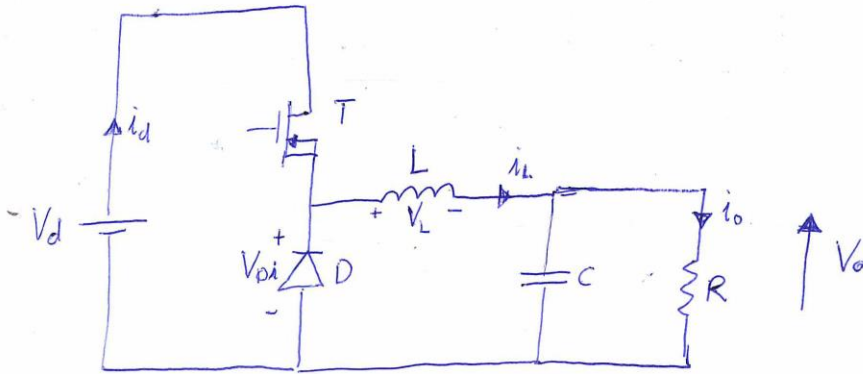 T
i_d
L
i_L
+ V_L -
i_o
V_d
+
V_Di
D
-
C
R
V_o